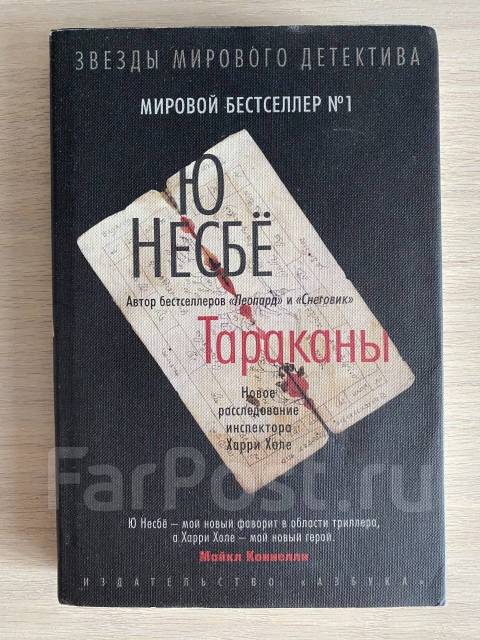 ЗВЕЗДЫ МИРОВОГО ДЕТЕКТИВА
МИРОВОЙ БЕСТСЕЛЛЕР №1
Ю
НЕСБЁ
Автор бестселлеров «Леопард» и «Снеговик»
Тараканы
Новое
расследование
инспектора
Харри Холе
FarPost.ru
Ю Несбё — мой новый фаворит в области триллера,
а Харри Холе — мой новый герой.
Майкл Коннелли
ИЗДАТЕЛЬСТВО «АЗБУКА»